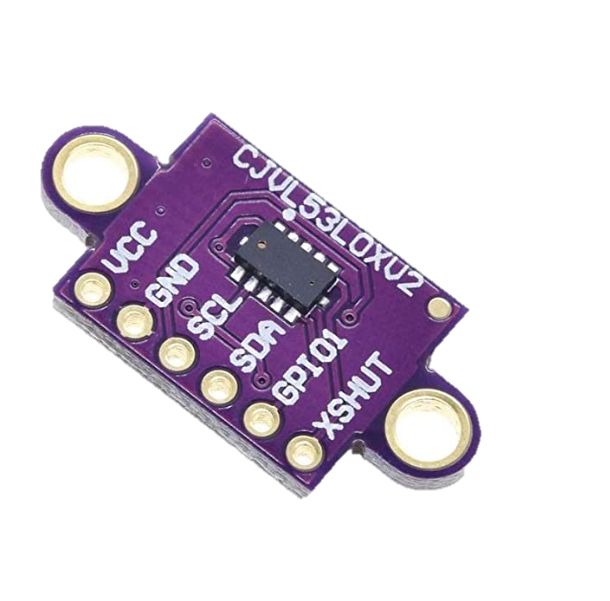 CJVL53L0XV2
VCC
GND
SCL
SDA
GPIO1
XSHUT